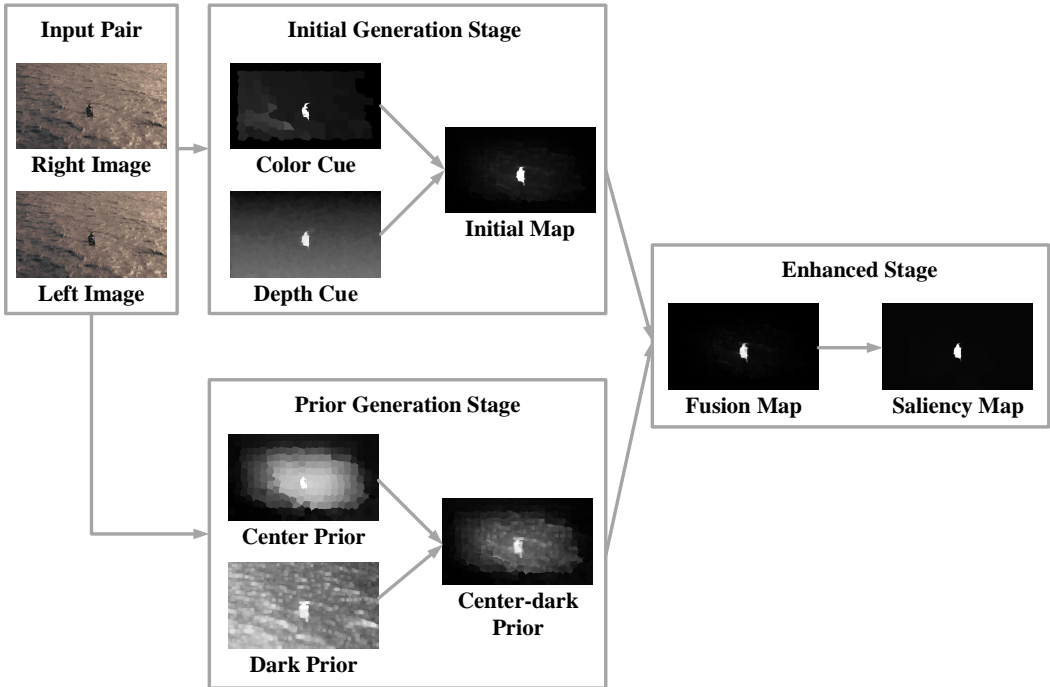 Input Pair
Right Image
Left Image
Initial Generation Stage
Color Cue
Depth Cue
Initial Map
Prior Generation Stage
Center Prior
Dark Prior
Center-dark
Prior
Enhanced Stage
Fusion Map
Saliency Map